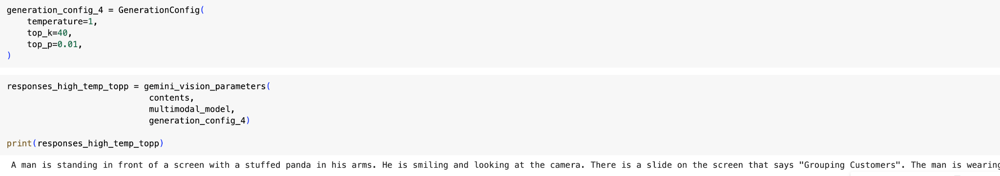 generation_config_4 = GenerationConfig(
    temperature=1,
    top_k=40,
    top_p=0.01,
)
responses_high_temp_topp = gemini_vision_parameters(
                            contents,
                            multimodal_model,
                            generation_config_4)
print(responses_high_temp_topp)
 A man is standing in front of a screen with a stuffed panda in his arms. He is smiling and looking at the camera. There is a slide on the screen that says "Grouping Customers". The man is wearing